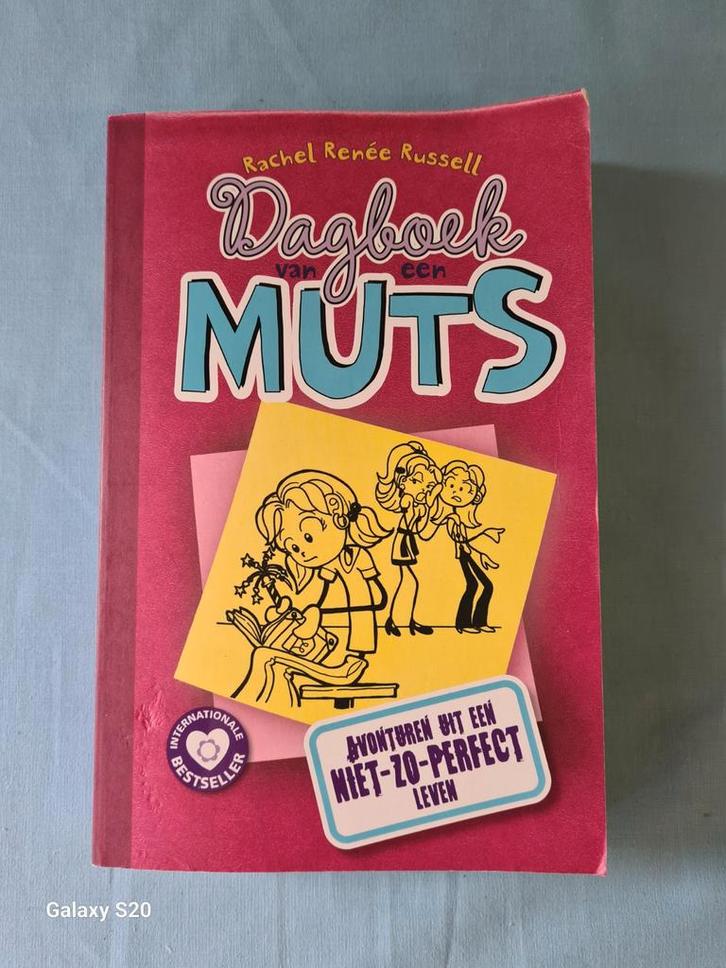 Rachel Renée Russell
Dagboek
van een
MUTS
INTERNATIONALE
BESTSELLER
AVONTUREN UIT EEN
NIET-ZO-PERFECT
LEVEN
Galaxy S20